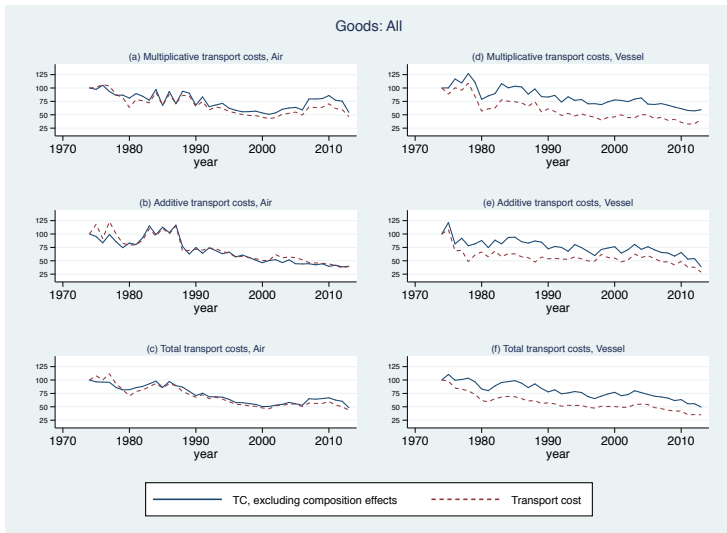 Goods: All
(a) Multiplicative transport costs, Air
125
100
75
50
25
1970 1980 1990 2000 2010
year
(d) Multiplicative transport costs, Vessel
125
100
75
50
25
1970 1980 1990 2000 2010
year
(b) Additive transport costs, Air
125
100
75
50
25
1970 1980 1990 2000 2010
year
(e) Additive transport costs, Vessel
125
100
75
50
25
1970 1980 1990 2000 2010
year
(c) Total transport costs, Air
125
100
75
50
25
1970 1980 1990 2000 2010
year
(f) Total transport costs, Vessel
125
100
75
50
25
1970 1980 1990 2000 2010
year
TC, excluding composition effects Transport cost